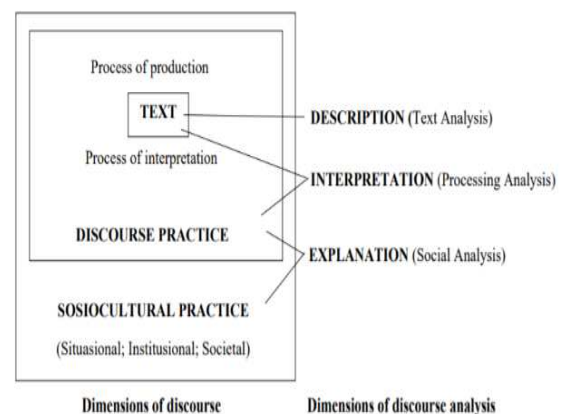 Process of production
TEXT
DESCRIPTION (Text Analysis)
Process of interpretation
INTERPRETATION (Processing Analysis)
DISCOURSE PRACTICE
EXPLANATION (Social Analysis)
SOSIOCULTURAL PRACTICE
(Situasional; Institusional; Societal)
Dimensions of discourse
Dimensions of discourse analysis